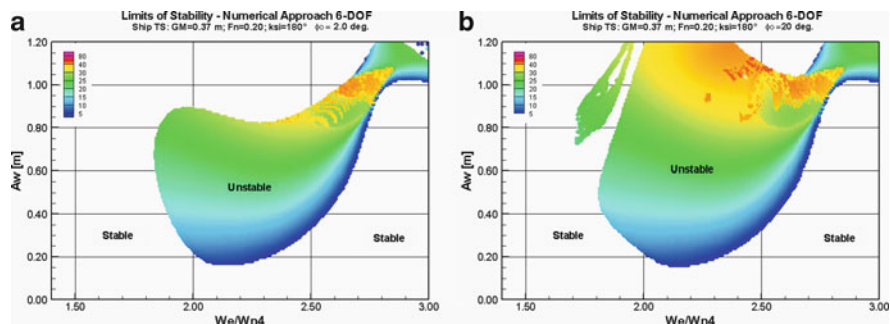 a
Limits of Stability - Numerical Approach 6-DOF
Ship TS: GM=0.37 m; Fn=0.20; ksi=180° ϕo= 2.0 deg.
1.20
1.00
0.80
0.60
0.40
0.20
0.00
Aw [m]
80
40
30
25
20
15
10
5
Unstable
Stable
Stable
1.50
2.00
2.50
3.00
We/Wn4
b
Limits of Stability - Numerical Approach 6-DOF
Ship TS: GM=0.37 m; Fn=0.20; ksi=180° ϕo=20 deg.
1.20
1.00
0.80
0.60
0.40
0.20
0.00
Aw [m]
80
40
30
25
20
15
10
5
Unstable
Stable
Stable
1.50
2.00
2.50
3.00
We/Wn4